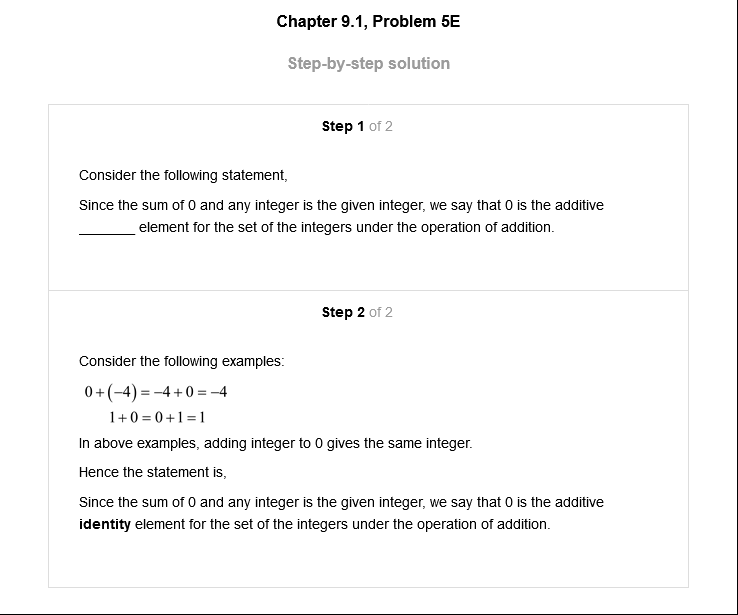 Chapter 9.1, Problem 5E
Step-by-step solution
Step 1 of 2
Consider the following statement,
Since the sum of 0 and any integer is the given integer, we say that 0 is the additive
_______ element for the set of the integers under the operation of addition.
Step 2 of 2
Consider the following examples:
0+(−4)=−4+0=−4
1+0=0+1=1
In above examples, adding integer to 0 gives the same integer.
Hence the statement is,
Since the sum of 0 and any integer is the given integer, we say that 0 is the additive
identity element for the set of the integers under the operation of addition.